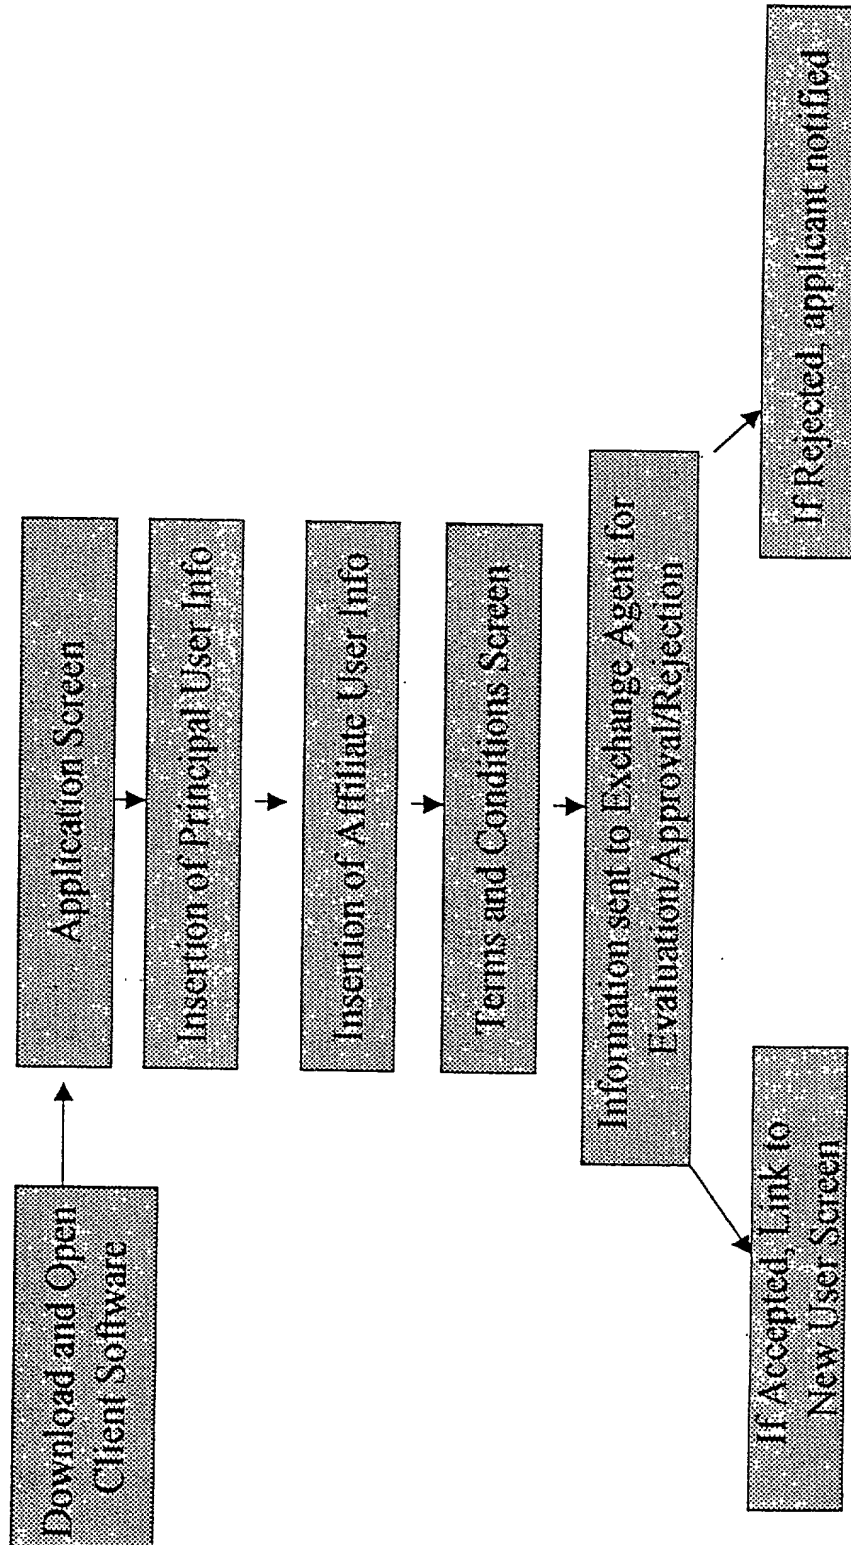 Download and Open
Client Software
Application Screen
Insertion of Principal User Info
Insertion of Affiliate User Info
Terms and Conditions Screen
Information sent to Exchange Agent for
Evaluation/Approval/Rejection
If Accepted, Link to
New User Screen
If Rejected, applicant notified